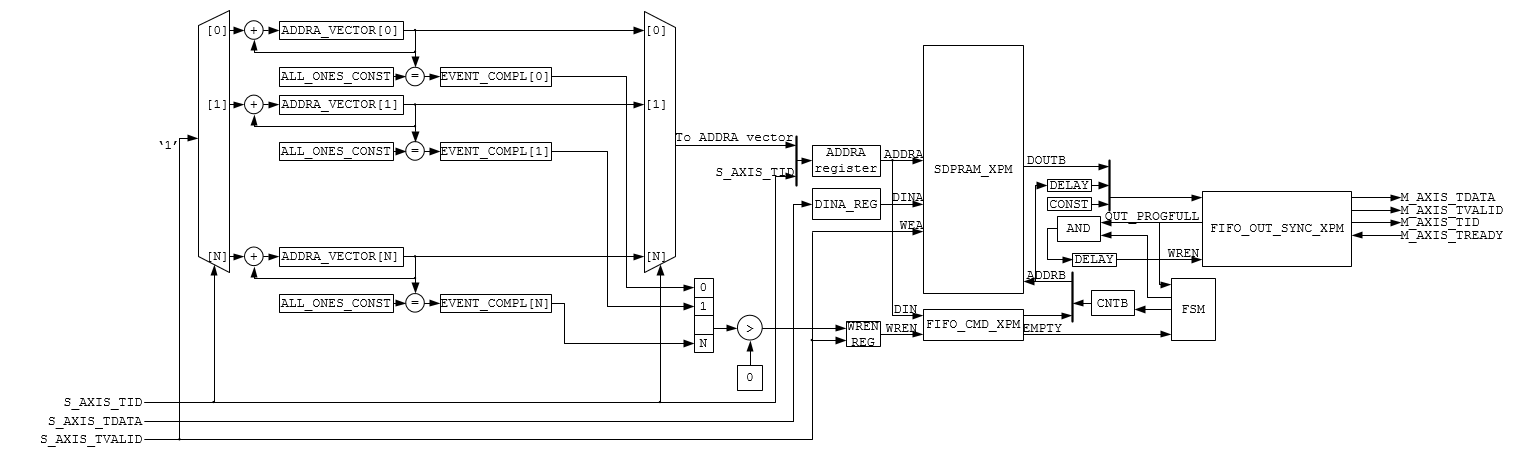 [0]
+
ADDRA_VECTOR[0]
[0]
ALL_ONES_CONST
=
EVENT_COMPL[0]
[1]
+
ADDRA_VECTOR[1]
[1]
‘1’
ALL_ONES_CONST
=
EVENT_COMPL[1]
To ADDRA vector
S_AXIS_TID
[N]
+
ADDRA_VECTOR[N]
[N]
ALL_ONES_CONST
=
EVENT_COMPL[N]
0
1
N
>
0
ADDRA
register
ADDRA
DINA_REG
DINA
WEA
SDPRAM_XPM
DOUTB
DELAY
CONST
OUT_PROGFULL
AND
DELAY
WREN
FIFO_OUT_SYNC_XPM
M_AXIS_TDATA
M_AXIS_TVALID
M_AXIS_TID
M_AXIS_TREADY
ADDRB
CNTB
FSM
DIN
WREN
REG
WREN
FIFO_CMD_XPM
EMPTY
S_AXIS_TID
S_AXIS_TDATA
S_AXIS_TVALID